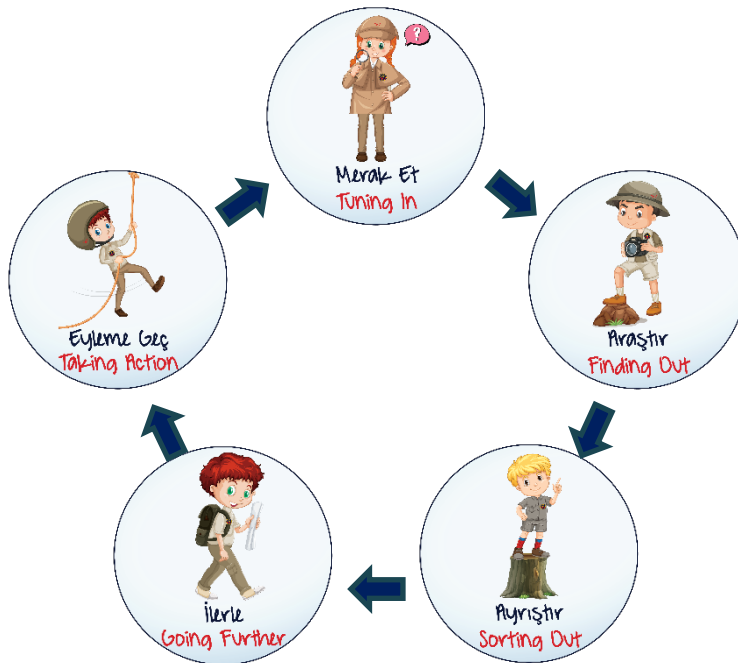 ?
Merak Et
Tuning In
Araştır
Finding Out
Ayrıştır
Sorting Out
İlerle
Going Further
Eyleme Geç
Taking Action